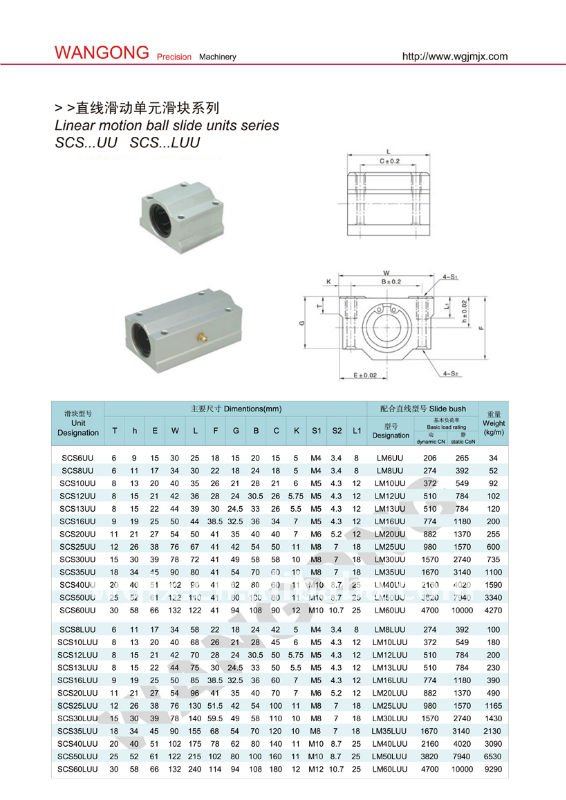 WANGONG Precision Machinery
http://www.wgjmjx.com
> >直线滑动单元滑块系列
Linear motion ball slide units series
SCS...UU SCS...LUU
L
C±0.2
W
K B±0.2 4-S1
T G L1 h±0.02 F
E±0.02 4-S2
滑块型号 Unit Designation 主要尺寸 Dimentions(mm) 配合直线型号 Slide bush 重量 Weight (kg/m)
型号 Designation 基本负荷率 Basic load rating 动 dynamic CN 静 static CoN
T h E W L F G B C K S1 S2 L1
SCS6UU 6 9 15 30 25 18 15 20 15 5 M4 3.4 8 LM6UU 206 265 34
SCS8UU 6 11 17 34 30 22 18 24 18 5 M4 3.4 8 LM8UU 274 392 52
SCS10UU 8 13 20 40 35 26 21 28 21 6 M5 4.3 12 LM10UU 372 549 92
SCS12UU 8 15 21 42 36 28 24 30.5 26 5.75 M5 4.3 12 LM12UU 510 784 102
SCS13UU 8 15 22 44 39 30 24.5 33 26 5.5 M5 4.3 12 LM13UU 510 784 120
SCS16UU 9 19 25 50 44 38.5 32.5 36 34 7 M5 4.3 12 LM16UU 774 1180 200
SCS20UU 11 21 27 54 50 41 35 40 40 7 M6 5.2 12 LM20UU 882 1370 255
SCS25UU 12 26 38 76 67 41 42 54 50 11 M8 7 18 LM25UU 980 1570 600
SCS30UU 15 30 39 78 72 41 49 58 58 10 M8 7 18 LM30UU 1570 2740 735
SCS35UU 18 34 45 90 81 41 54 70 60 10 M8 7 18 LM35UU 1670 3140 1100
SCS40UU 20 40 51 102 96 41 62 80 60 11 M10 8.7 25 LM40UU 2160 4020 1590
SCS50UU 25 52 61 122 110 41 80 100 80 11 M10 8.7 25 LM50UU 3820 7940 3340
SCS60UU 30 58 66 132 122 41 94 108 90 12 M10 10.7 25 LM60UU 4700 10000 4270
SCS8LUU 6 11 17 34 58 22 18 24 42 5 M4 3.4 8 LM8LUU 274 392 100
SCS10LUU 8 13 20 40 68 26 21 28 45 6 M5 4.3 12 LM10LUU 372 549 180
SCS12LUU 8 15 21 42 70 28 24 30.5 50 5.75 M5 4.3 12 LM12LUU 510 784 200
SCS13LUU 8 15 22 44 75 30 24.5 33 50 5.5 M5 4.3 12 LM13LUU 510 784 230
SCS16LUU 9 19 25 50 85 38.5 32.5 36 60 7 M5 4.3 12 LM16LUU 774 1180 390
SCS20LUU 11 21 27 54 96 41 35 40 70 7 M6 5.2 12 LM20LUU 882 1370 490
SCS25LUU 12 26 38 76 130 51.5 42 54 100 11 M8 7 18 LM25LUU 980 1570 1165
SCS30LUU 15 30 39 78 140 59.5 49 58 110 10 M8 7 18 LM30LUU 1570 2740 1430
SCS35LUU 18 34 45 90 155 68 54 70 120 10 M8 7 18 LM35LUU 1670 3140 2130
SCS40LUU 20 40 51 102 175 78 62 80 140 11 M10 8.7 25 LM40LUU 2160 4020 3090
SCS50LUU 25 52 61 122 215 102 80 100 160 11 M10 8.7 25 LM50LUU 3820 7940 6530
SCS60LUU 30 58 66 132 240 114 94 108 180 12 M12 10.7 25 LM60LUU 4700 10000 9290
WANGONG